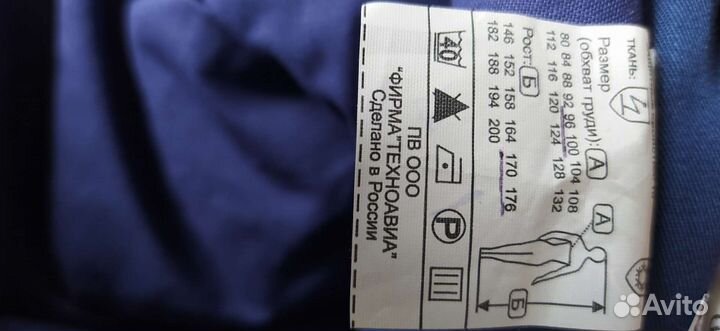 ткань:
Размер
(обхват груди): А
80 84 88 92 96 100 104 108
112 116 120 124 128 132
Рост: Б
146 152 158 164 170 176
182 188 194 200
А
Б
40
P
ПВ ООО
“ФИРМА"ТЕХНОАВИА”
Сделано в России
Avito